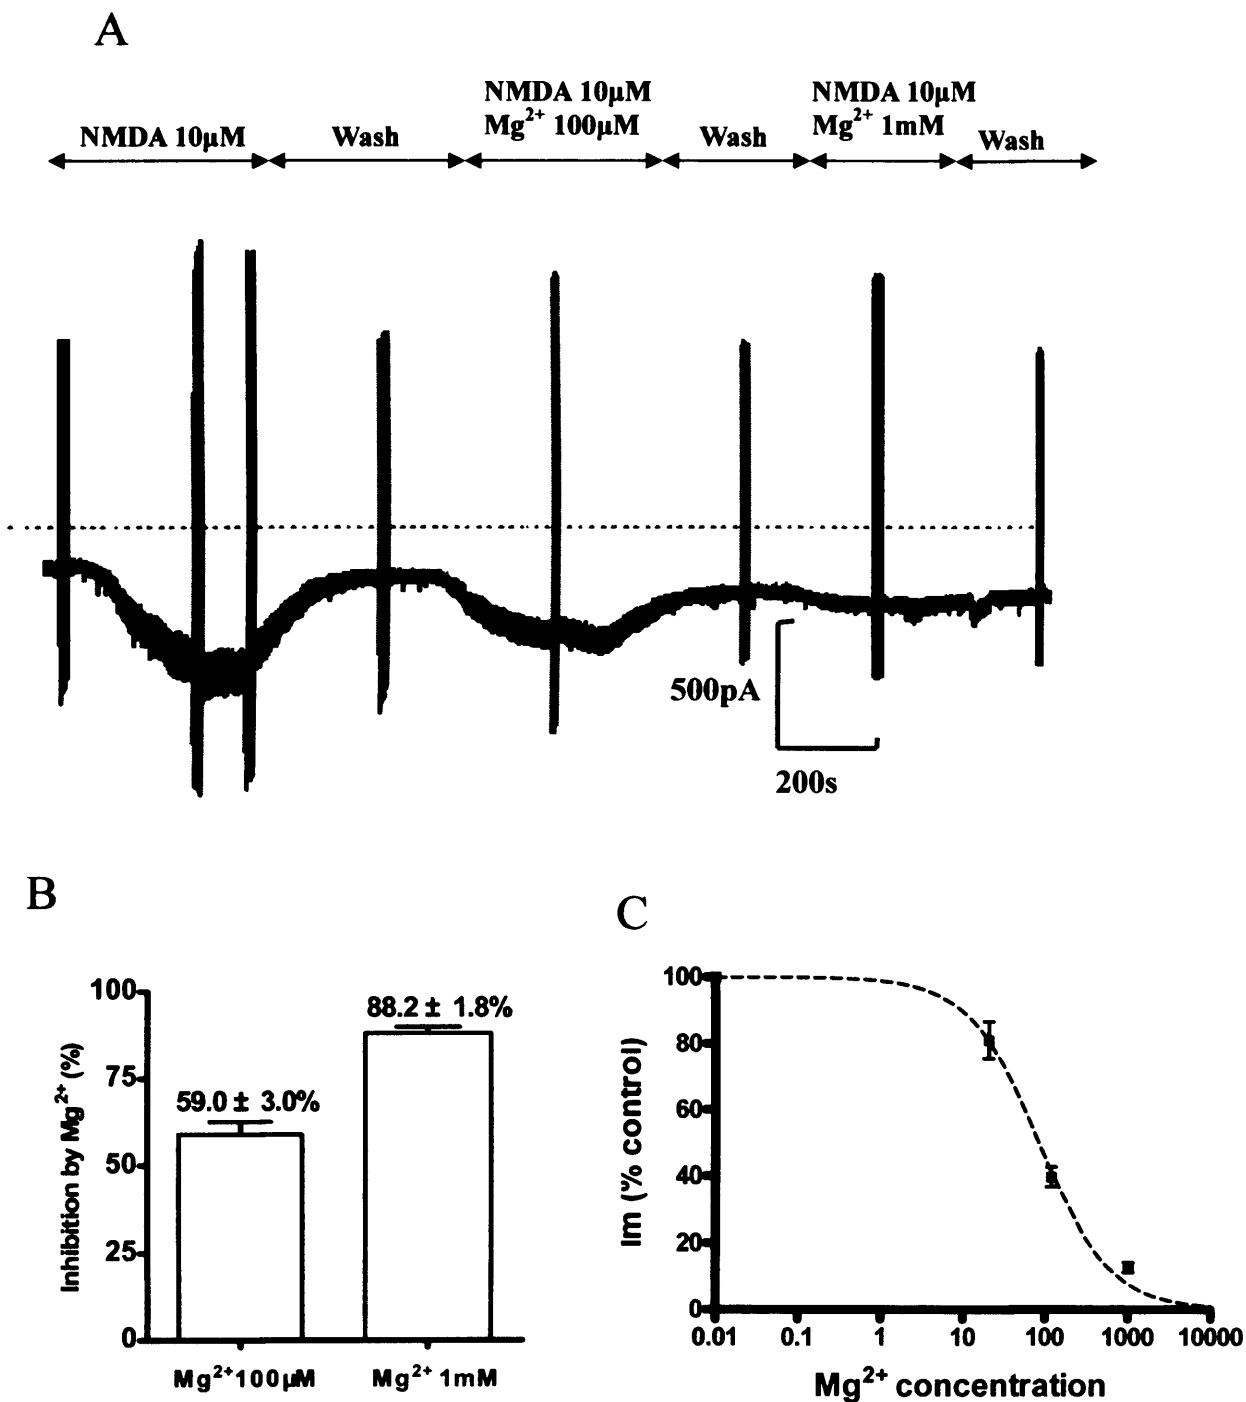 A
NMDA 10µM
Wash
NMDA 10µM
Mg²⁺ 100µM
Wash
NMDA 10µM
Mg²⁺ 1mM
Wash
500pA
200s
B
Inhibition by Mg²⁺ (%)
100
75
50
25
0
59.0 ± 3.0%
88.2 ± 1.8%
Mg²⁺100µM
Mg²⁺ 1mM
C
Im (% control)
100
80
60
40
20
0
0.01 0.1 1 10 100 1000 10000
Mg²⁺ concentration